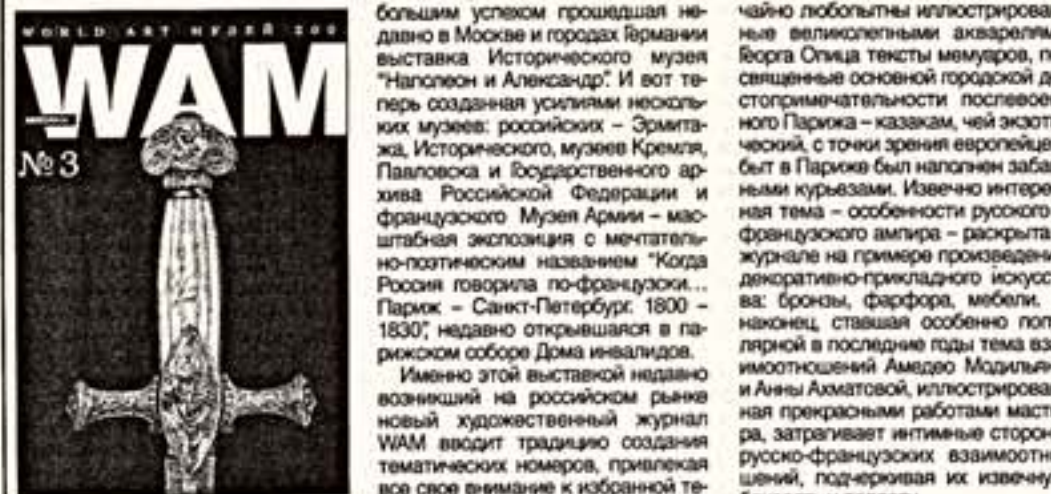 WORLD ART МУЗЕЙ 200
WAM
№ 3
большим успехом прошедшая не-
давно в Москве и городах Германии
выставка Исторического музея
"Наполеон и Александр". И вот те-
перь созданная усилиями несколь-
ких музеев: российских – Эрмита-
жа, Исторического, музеев Кремля,
Павловска и Государственного ар-
хива Российской Федерации и
французского Музея Армии – мас-
штабная экспозиция с мечтатель-
но-поэтическим названием "Когда
Россия говорила по-французски...
Париж – Санкт-Петербург. 1800 –
1830", недавно открывшаяся в па-
рижском соборе Дома инвалидов.
Именно этой выставкой недавно
возникший на российском рынке
новый художественный журнал
WAM вводит традицию создания
тематических номеров, привлекая
все свое внимание к избранной те-
чайно любопытны иллюстрирован
ные великолепными акварелям
Георга Опица тексты мемуаров, п
священные основной городской д
стопримечательности послевое
ного Парижа – казакам, чей экзот
ческий, с точки зрения европейце
быт в Париже был наполнен заба
ными курьезами. Извечно интере
ная тема – особенности русского
французского ампира – раскрыта
журнале на примере произведени
декоративно-прикладного искусс
ва: бронзы, фарфора, мебели.
наконец, ставшая особенно поп
лярной в последние годы тема вза
имоотношений Амедео Модильян
и Анны Ахматовой, иллюстрирова
ная прекрасными работами масте
ра, затрагивает интимные сторон
русско-французских взаимоотн
шений, подчеркивая их извечну